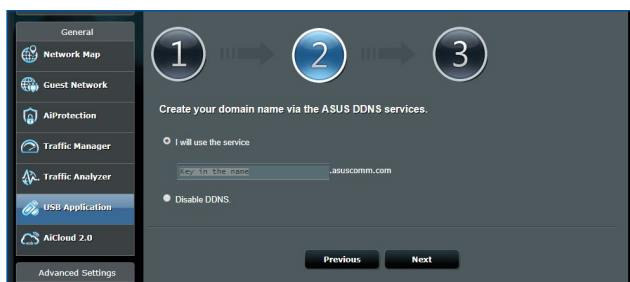 General
Network Map
Guest Network
AiProtection
Traffic Manager
Traffic Analyzer
USB Application
AiCloud 2.0
Advanced Settings
1
2
3
Create your domain name via the ASUS DDNS services.
I will use the service
Key in the name .asuscomm.com
Disable DDNS.
Previous Next